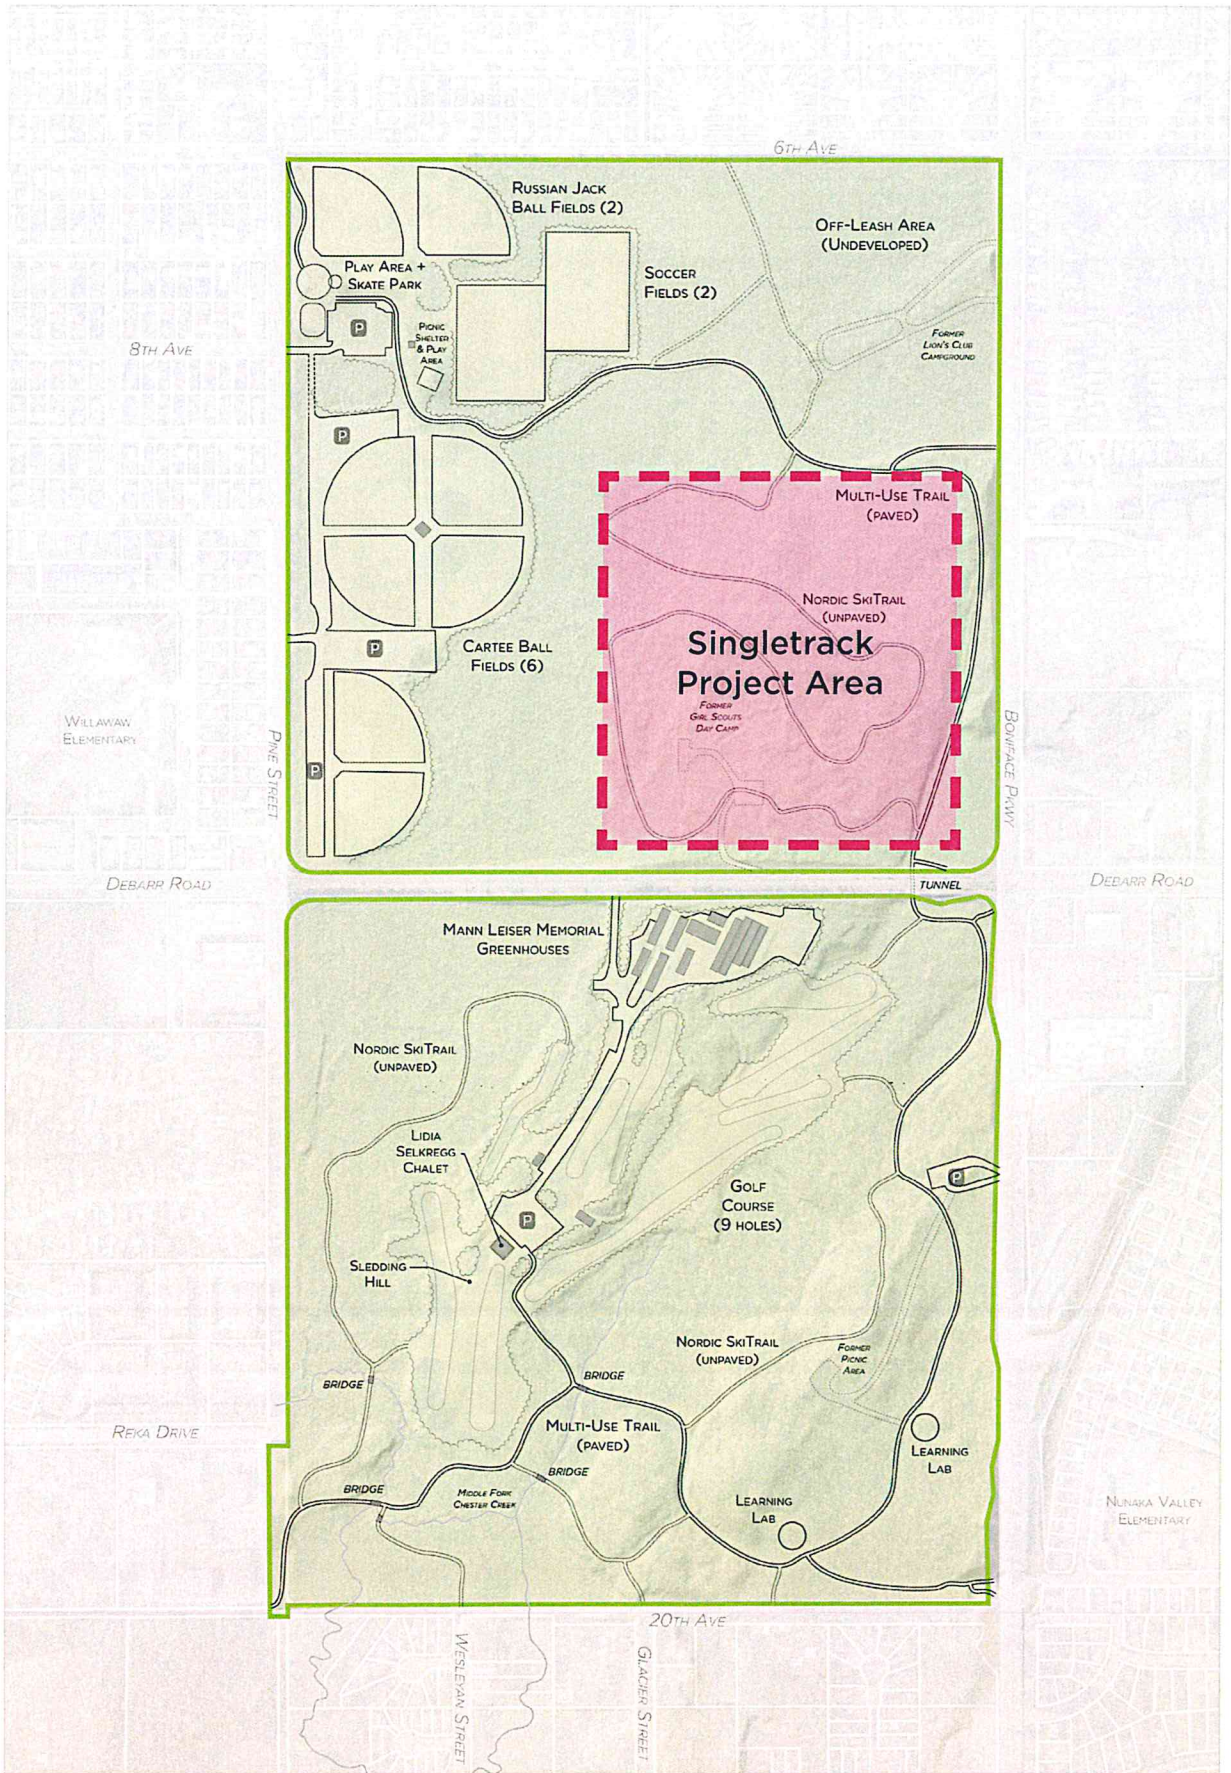 6TH AVE
RUSSIAN JACK
BALL FIELDS (2)
OFF-LEASH AREA
(UNDEVELOPED)
PLAY AREA +
SKATE PARK
SOCCER
FIELDS (2)
P
PICNIC
SHELTER
& PLAY
AREA
8TH AVE
FORMER
LION'S CLUB
CAMPGROUND
P
MULTI-USE TRAIL
(PAVED)
NORDIC SKITRAIL
(UNPAVED)
Singletrack
Project Area
P
CARTEE BALL
FIELDS (6)
FORMER
GIRL SCOUTS
DAY CAMP
WILLAWAW
ELEMENTARY
PINE STREET
P
BONIFACE PKWY
DEBARR ROAD
TUNNEL
DEBARR ROAD
MANN LEISER MEMORIAL
GREENHOUSES
NORDIC SKITRAIL
(UNPAVED)
LIDIA
SELKREGG
CHALET
P
GOLF
COURSE
(9 HOLES)
P
SLEDDING
HILL
NORDIC SKITRAIL
(UNPAVED)
FORMER
PICNIC
AREA
BRIDGE
BRIDGE
REKA DRIVE
MULTI-USE TRAIL
(PAVED)
LEARNING
LAB
BRIDGE
BRIDGE
MIDDLE FORK
CHESTER CREEK
LEARNING
LAB
NUNAKA VALLEY
ELEMENTARY
20TH AVE
WESLEYAN STREET
GLACIER STREET